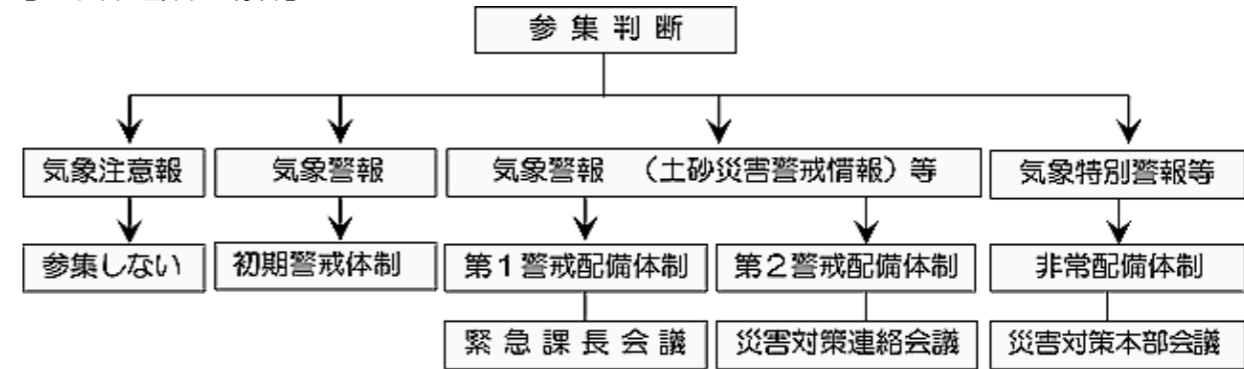 参集判断
気象注意報 気象警報 気象警報 （土砂災害警戒情報）等 気象特別警報等
参集しない 初期警戒体制 第１警戒配備体制 第２警戒配備体制 非常配備体制
緊急課長会議 災害対策連絡会議 災害対策本部会議